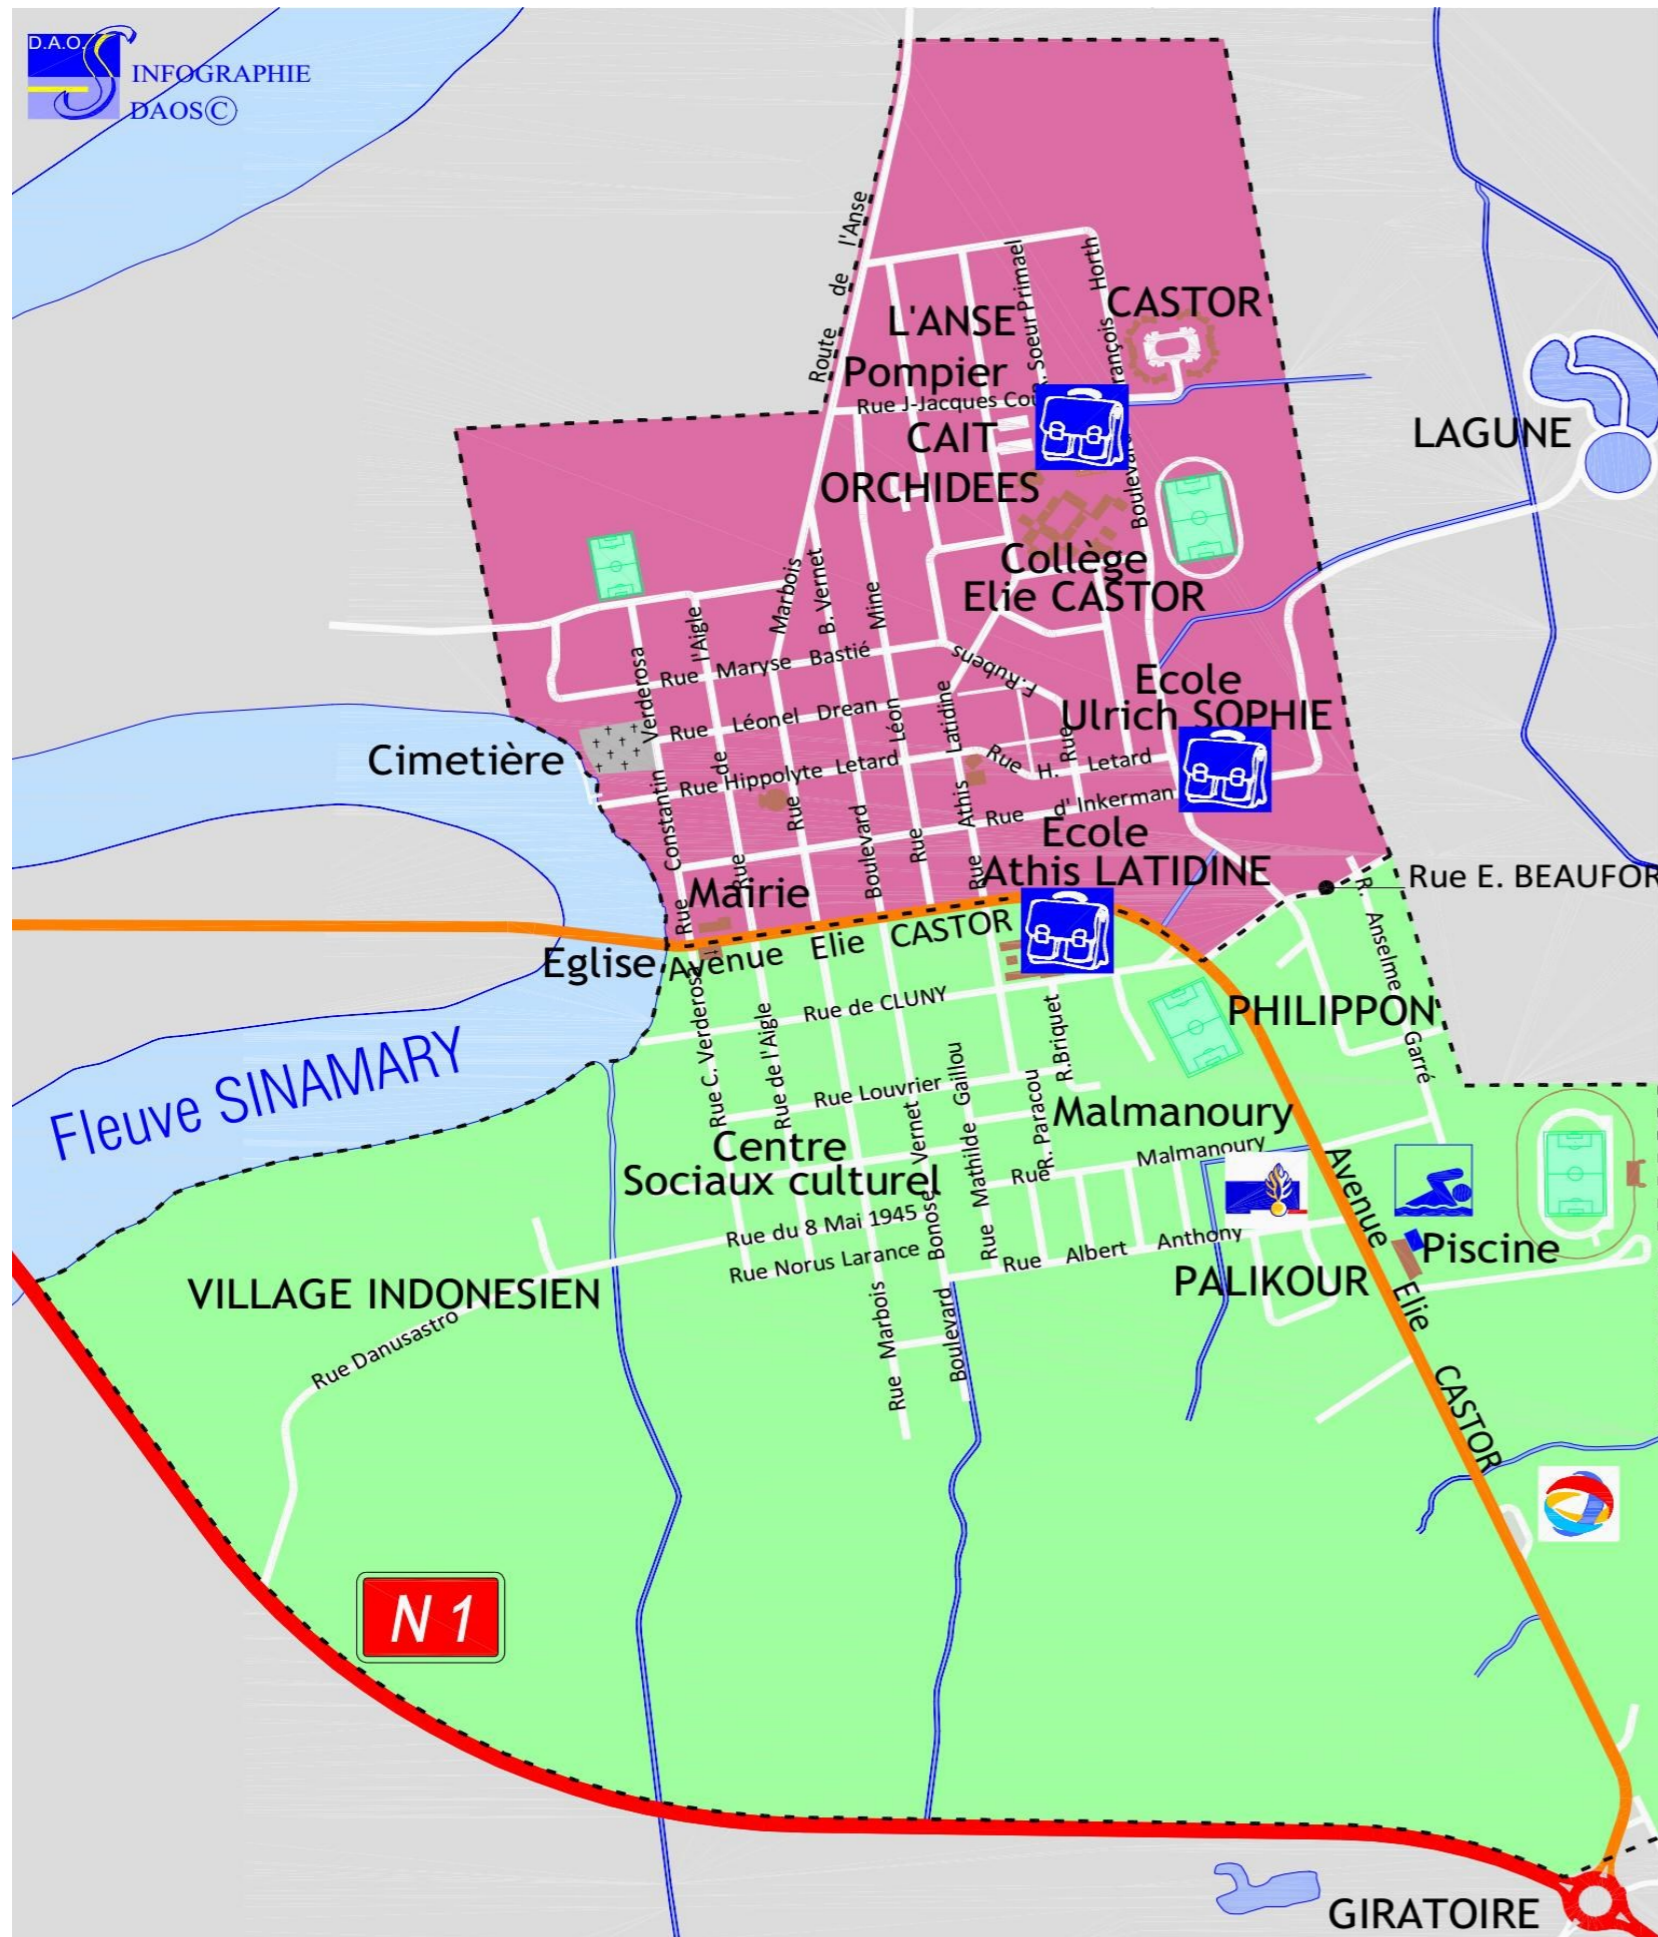 D.A.O.
S
INFOGRAPHIE
DAOS©
Route de l'Anse
R. Soeur Primael
Boulevard François Horth
CASTOR
L'ANSE
Pompier
Rue J-Jacques
CAIT
ORCHIDEES
LAGUNE
Collège
Elie CASTOR
Rue Maryse Bastié
F.Rubens
Rue
Rue Léonel Drean
Rue Hippolyte Letard
Rue H. Letard
Rue d' Inkerman
Rue Constantin Verderosa
Rue de l'Aigle
Rue Marbois
Boulevard B. Vernet
Rue Léon Mine
Rue Athis Latidine
Ecole
Ulrich SOPHIE
Cimetière
Ecole
Athis LATIDINE
Mairie
Rue E. BEAUFOR
Eglise
Avenue Elie CASTOR
R. Anselme Garré
PHILIPPON
Rue de CLUNY
Rue C. Verderosa
Rue de l'Aigle
R.Briquet
Rue Louvrier
Rue Mathilde Gaillou
R. Paracou
Malmanoury
Rue Malmanoury
Fleuve SINAMARY
Centre
Sociaux culturel
Boulevard Bonose Vernet
Rue du 8 Mai 1945
Rue Norus Larance
Rue Albert Anthony
Rue Marbois
PALIKOUR
Piscine
Avenue Elie CASTOR
VILLAGE INDONESIEN
Rue Danusastro
N 1
GIRATOIRE